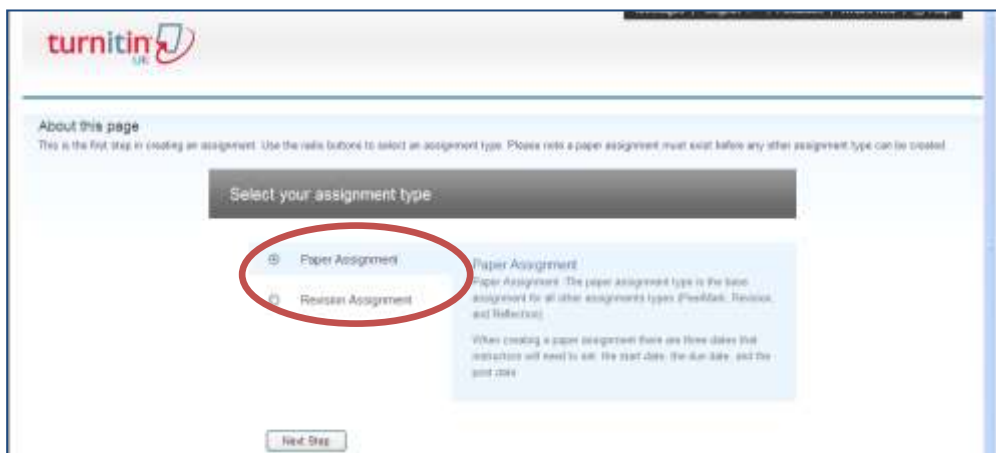 turnitin
UK
About this page
This is the first step in creating an assignment. Use the radio buttons to select an assignment type. Please note a paper assignment must exist before any other assignment type can be created.
Select your assignment type
Paper Assignment
Revision Assignment
Paper Assignment
Paper Assignment. The paper assignment type is the base
assignment for all other assignments types (PeerMark, Revision,
and Reflection).
When creating a paper assignment there are three dates that
instructors will need to set: the start date, the due date, and the
post date.
Next Step